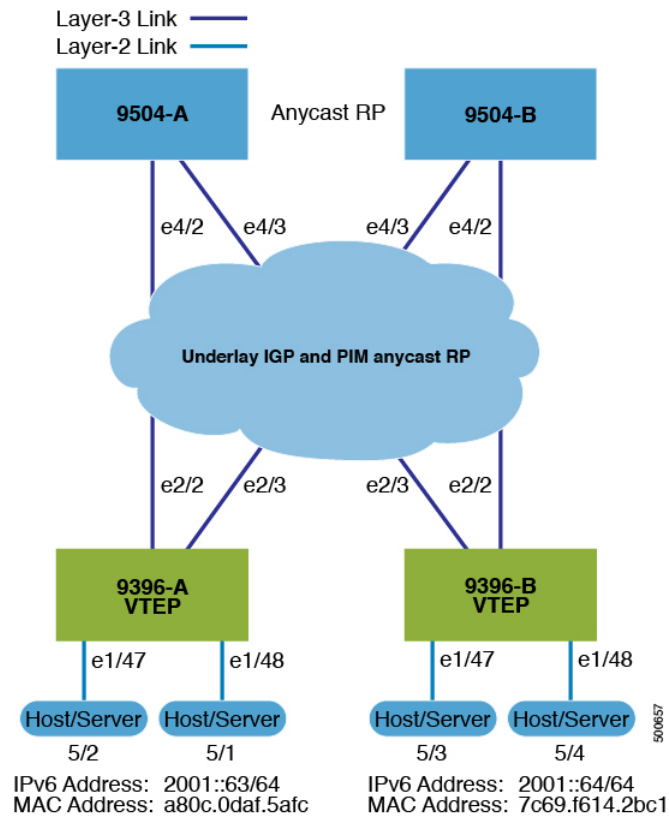 Layer-3 Link
Layer-2 Link
9504-A
Anycast RP
9504-B
e4/2
e4/3
e4/3
e4/2
Underlay IGP and PIM anycast RP
e2/2
e2/3
e2/3
e2/2
9396-A
VTEP
9396-B
VTEP
e1/47
e1/48
e1/47
e1/48
Host/Server
Host/Server
Host/Server
Host/Server
5/2
5/1
5/3
5/4
IPv6 Address: 2001::63/64
MAC Address: a80c.0daf.5afc
IPv6 Address: 2001::64/64
MAC Address: 7c69.f614.2bc1
500657